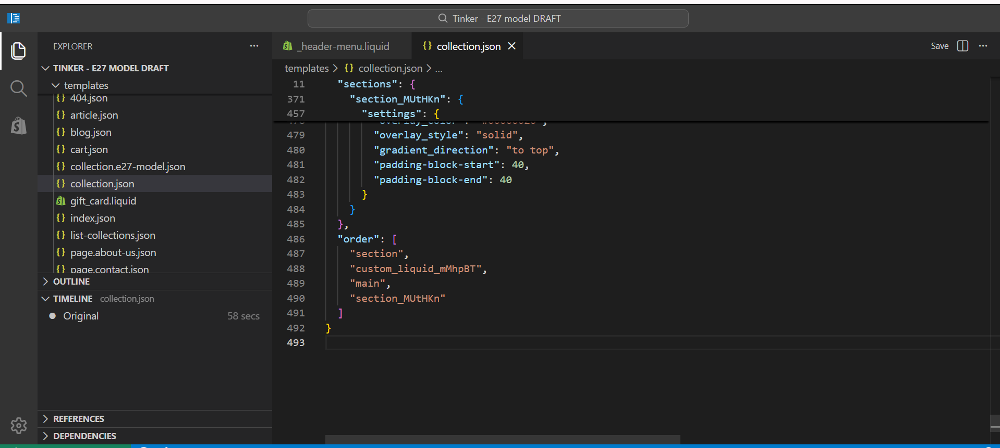 Tinker - E27 model DRAFT
EXPLORER
TINKER - E27 MODEL DRAFT
templates
404.json
article.json
blog.json
cart.json
collection.e27-model.json
collection.json
gift_card.liquid
index.json
list-collections.json
page.about-us.json
page.contact.json
OUTLINE
TIMELINE collection.json
Original 58 secs
REFERENCES
DEPENDENCIES
_header-menu.liquid
{} collection.json
Save
templates > {} collection.json > ...
11 "sections": {
371 "section_MUtHKn": {
457 "settings": {
479 "overlay_style": "solid",
480 "gradient_direction": "to top",
481 "padding-block-start": 40,
482 "padding-block-end": 40
483 }
484 }
485 },
486 "order": [
487 "section",
488 "custom_liquid_mMhpBT",
489 "main",
490 "section_MUtHKn"
491 ]
492 }
493